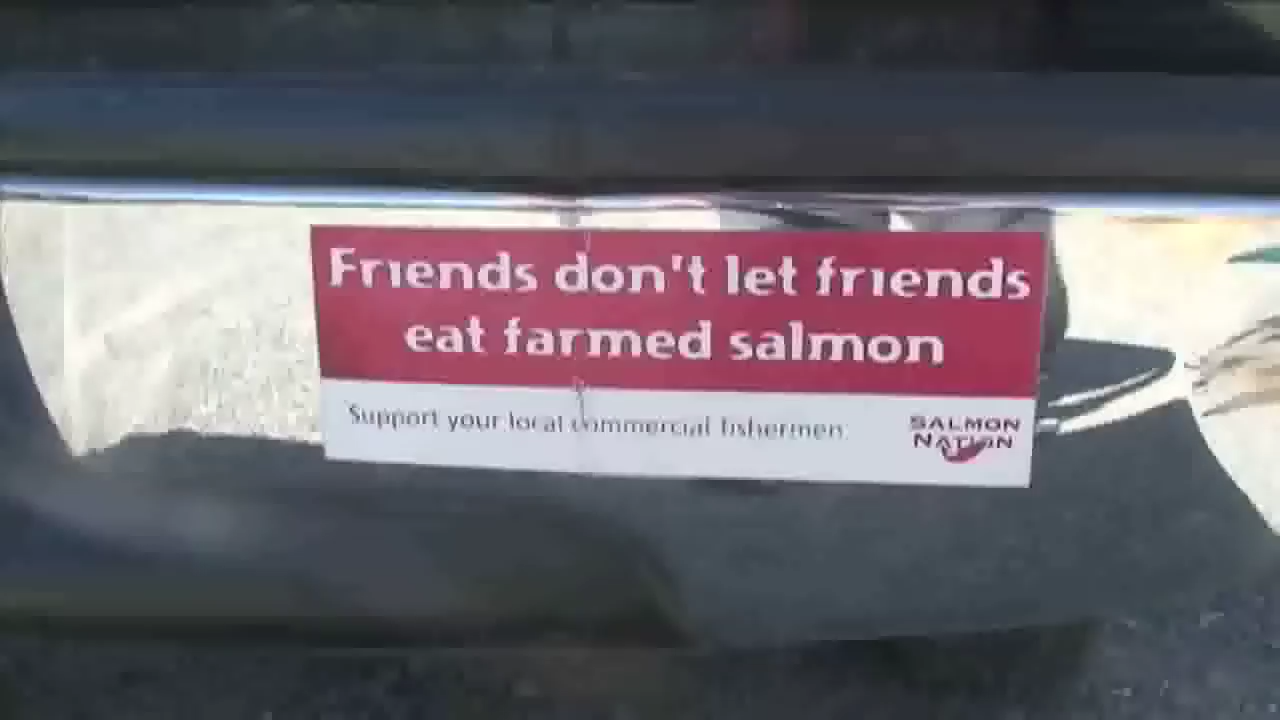 Friends don't let friends
eat farmed salmon
Support your local commercial fishermen
SALMON
NATION